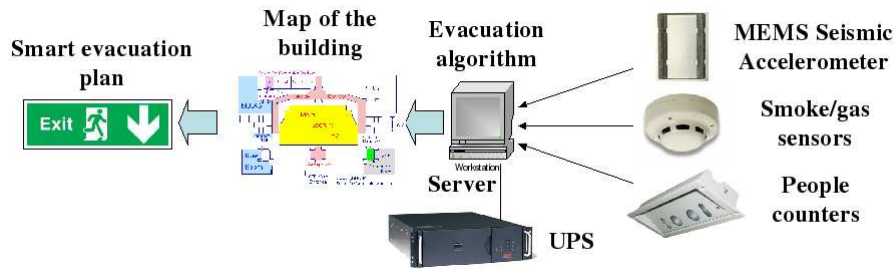 Smart evacuation
plan
Exit
Map of the
building
Evacuation
algorithm
Workstation
Server
UPS
MEMS Seismic
Accelerometer
Smoke/gas
sensors
People
counters